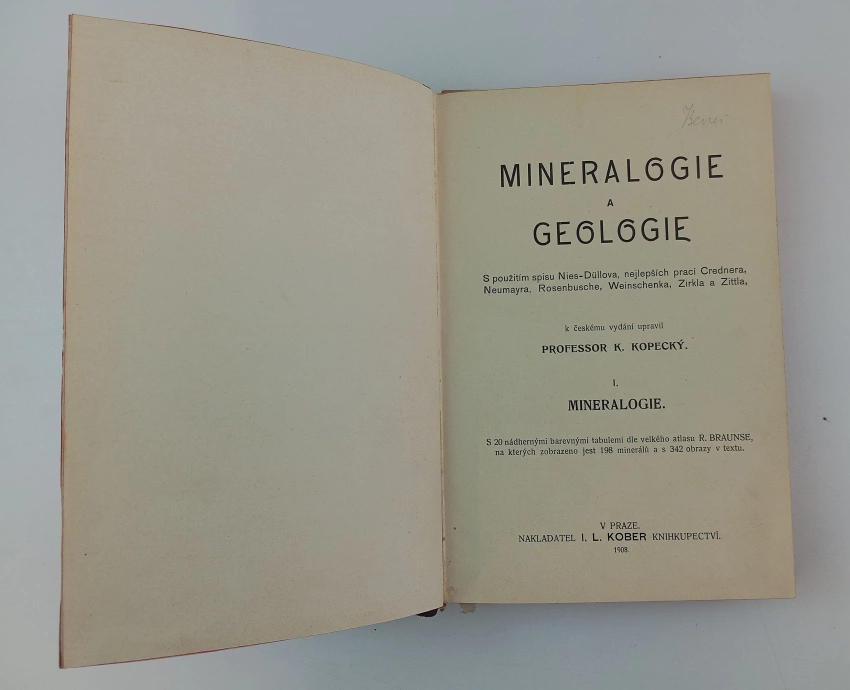 MINERALOGIE
A
GEOLOGIE
S použitím spisu Nies-Düllova, nejlepších prací Crednera,
Neumayra, Rosenbusche, Weinschenka, Zirkla a Zittla,
k českému vydání upravil
PROFESSOR K. KOPECKÝ.
I.
MINERALOGIE.
S 20 nádhernými barevnými tabulemi dle velkého atlasu R. BRAUNSE,
na kterých zobrazeno jest 198 minerálů a s 342 obrazy v textu.
V PRAZE.
NAKLADATEL I. L. KOBER KNIHKUPECTVÍ.
1908.